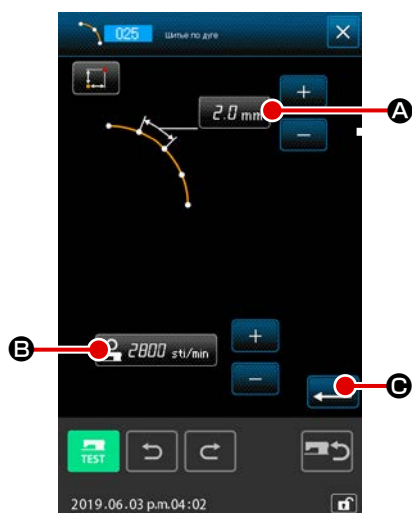 025 Шитье по дуге
2.0 mm
A
B
2800 sti/min
C
TEST
2019.06.03 p.m.04:02